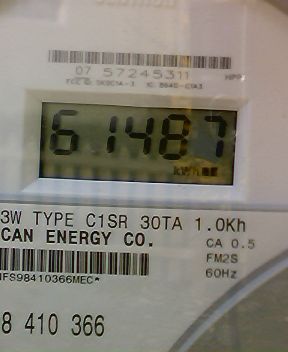 07 57245311
61487
kWh
3W TYPE C1SR 30TA 1.0Kh
CAN ENERGY CO.
CA 0.5
FM2S
60Hz
IFS98410366MEC*
8 410 366